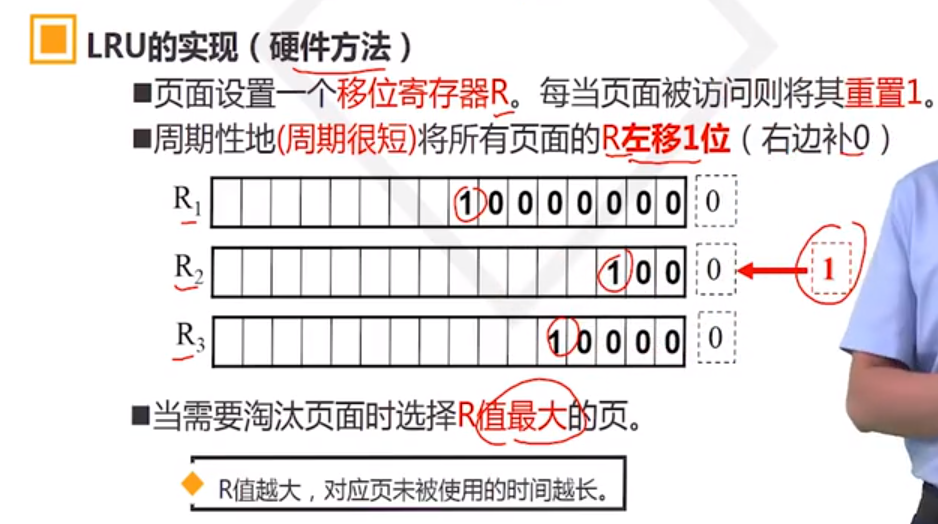 LRU的实现（硬件方法）
■页面设置一个移位寄存器R。每当页面被访问则将其重置1。
■周期性地(周期很短)将所有页面的R左移1位（右边补0）
R1 1 0 0 0 0 0 0 0 0
R2 1 0 0 0 1
R3 1 0 0 0 0 0
■当需要淘汰页面时选择R值最大的页。
R值越大，对应页未被使用的时间越长。